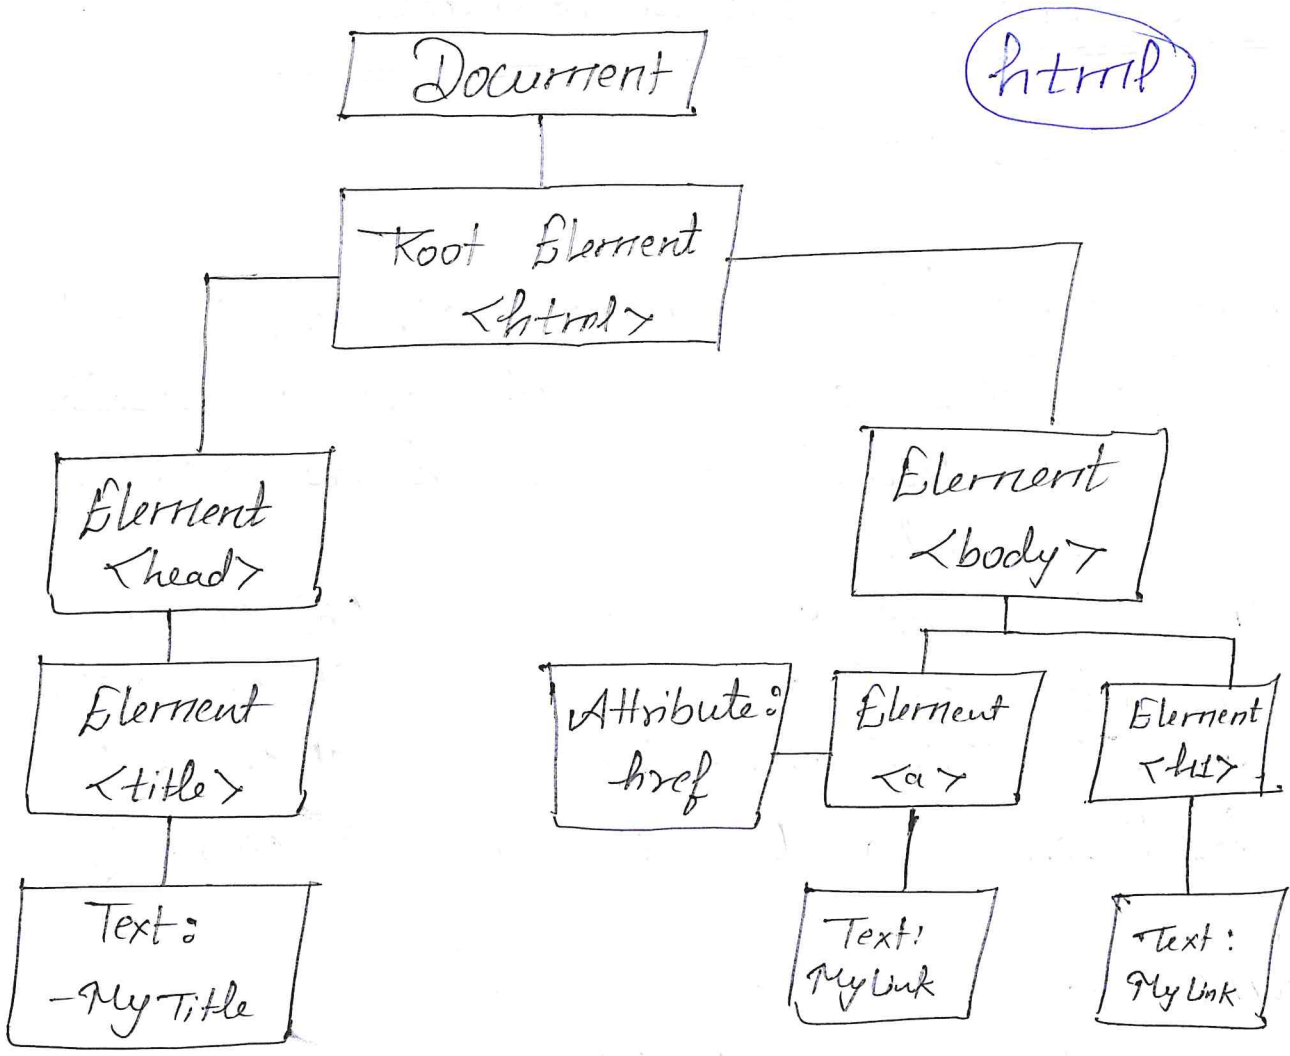 Document
html
Root Element
<html>
Element
<head>
Element
<body>
Element
<title>
Attribute:
href
Element
<a>
Element
<h1>
Text:
-My Title
Text:
My Link
Text:
My Link